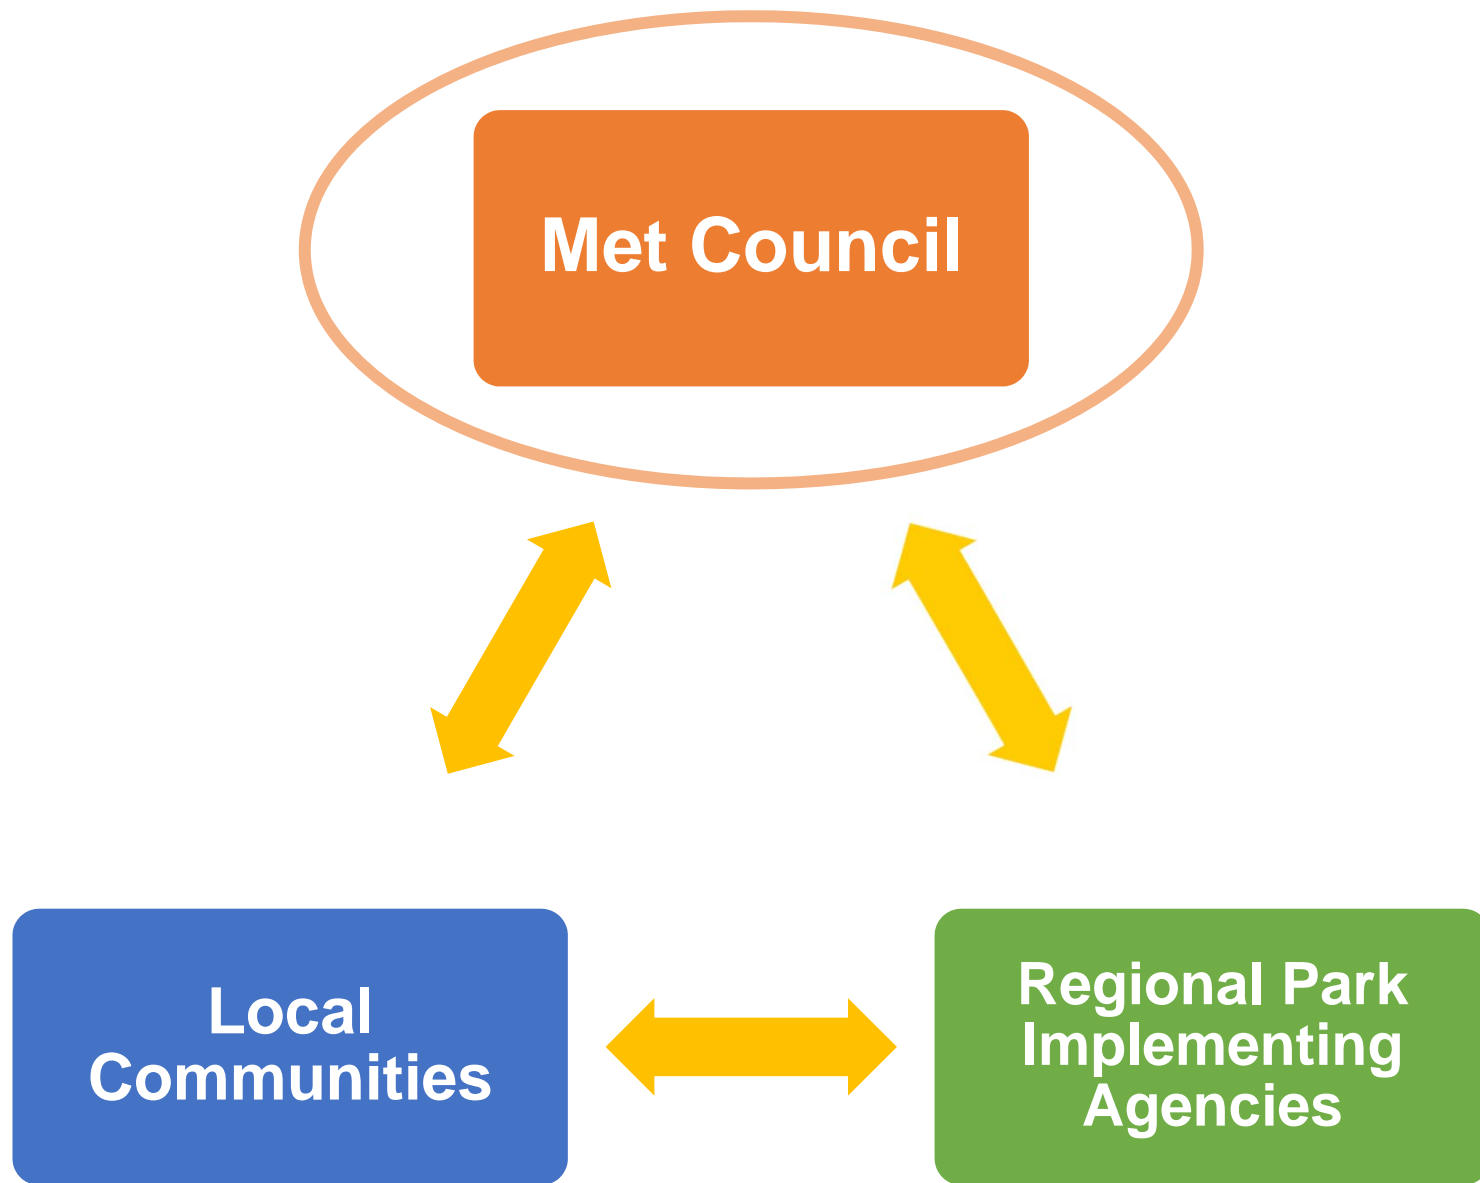 Met Council
Local
Communities
Regional Park
Implementing
Agencies